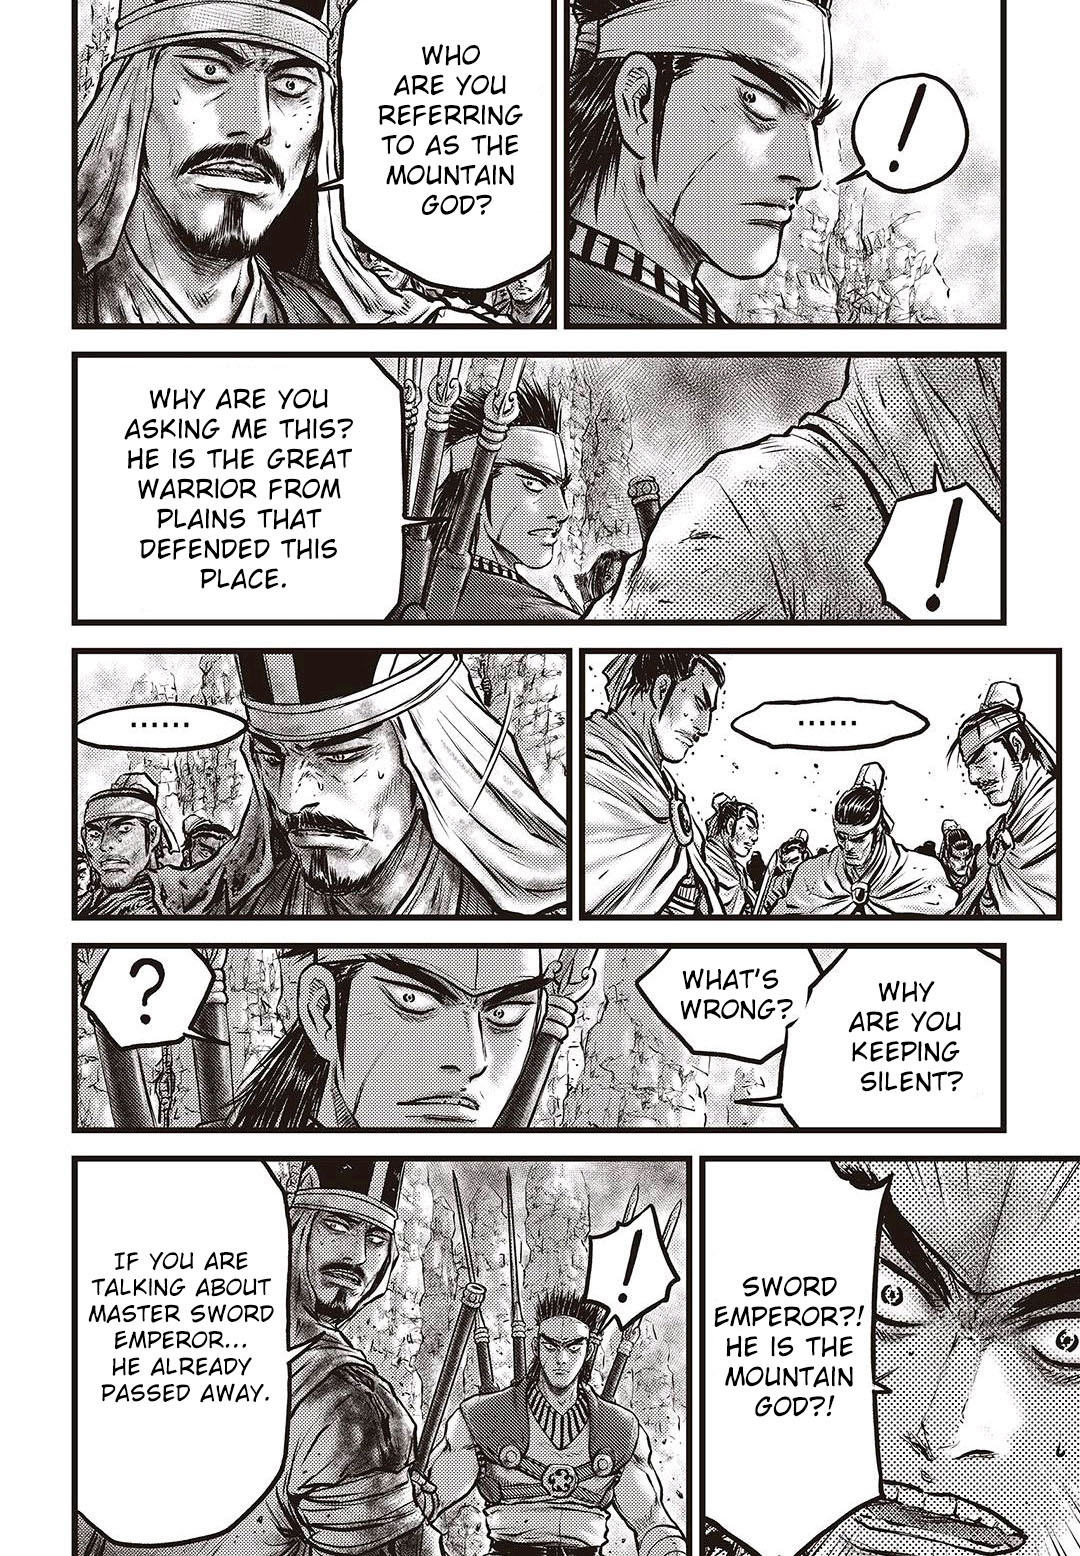 WHO
ARE YOU
REFERRING
TO AS THE
MOUNTAIN
GOD?
!
WHY ARE YOU
ASKING ME THIS?
HE IS THE GREAT
WARRIOR FROM
PLAINS THAT
DEFENDED THIS
PLACE.
!
......
......
?
WHAT'S
WRONG?
WHY
ARE YOU
KEEPING
SILENT?
IF YOU ARE
TALKING ABOUT
MASTER SWORD
EMPEROR...
HE ALREADY
PASSED AWAY.
!
SWORD
EMPEROR?!
HE IS THE
MOUNTAIN
GOD?!